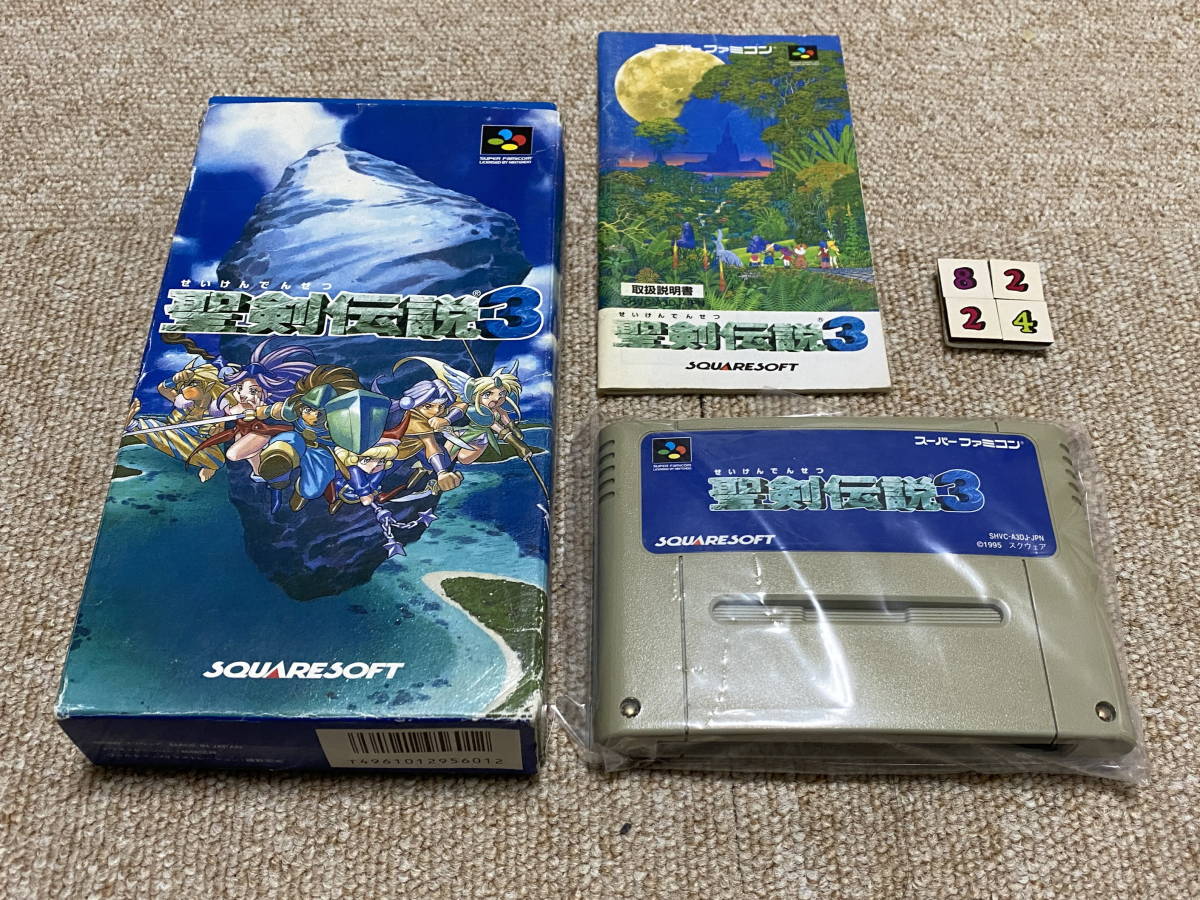 SUPER FAMICOM
LICENSED BY NINTENDO
せいけんでんせつ
聖剣伝説3
SQUARESOFT
MADE IN JAPAN
T4961012956012
スーパーファミコン
取扱説明書
せいけんでんせつ
聖剣伝説3
SQUARESOFT
8 2
2 4
SUPER FAMICOM
LICENSED BY NINTENDO
スーパーファミコン
せいけんでんせつ
聖剣伝説3
SQUARESOFT
SHVC-A3DJ-JPN
©1995 スクウェア